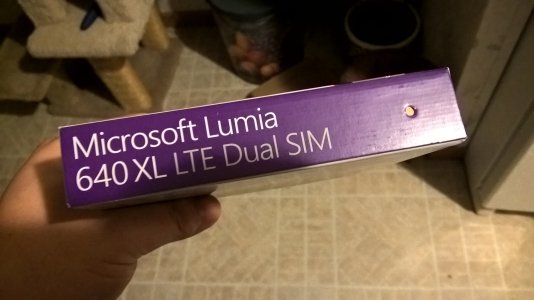 Microsoft Lumia
640 XL LTE Dual SIM